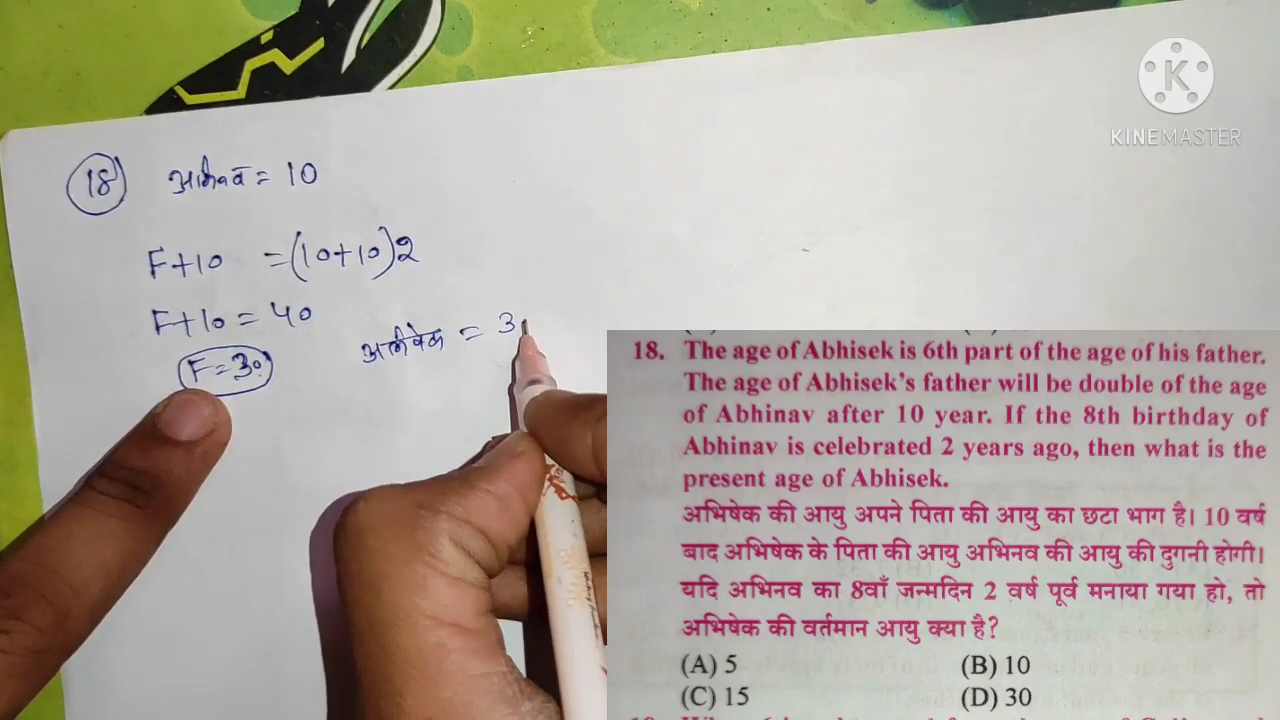 KINEMASTER
18 अभिनव = 10
F+10 = (10+10)2
F+10 = 40
F=30
अभिषेक = 3
18. The age of Abhisek is 6th part of the age of his father.
The age of Abhisek's father will be double of the age
of Abhinav after 10 year. If the 8th birthday of
Abhinav is celebrated 2 years ago, then what is the
present age of Abhisek.
अभिषेक की आयु अपने पिता की आयु का छटा भाग है। 10 वर्ष
बाद अभिषेक के पिता की आयु अभिनव की आयु की दुगनी होगी।
यदि अभिनव का 8वाँ जन्मदिन 2 वर्ष पूर्व मनाया गया हो, तो
अभिषेक की वर्तमान आयु क्या है?
(A) 5 (B) 10
(C) 15 (D) 30